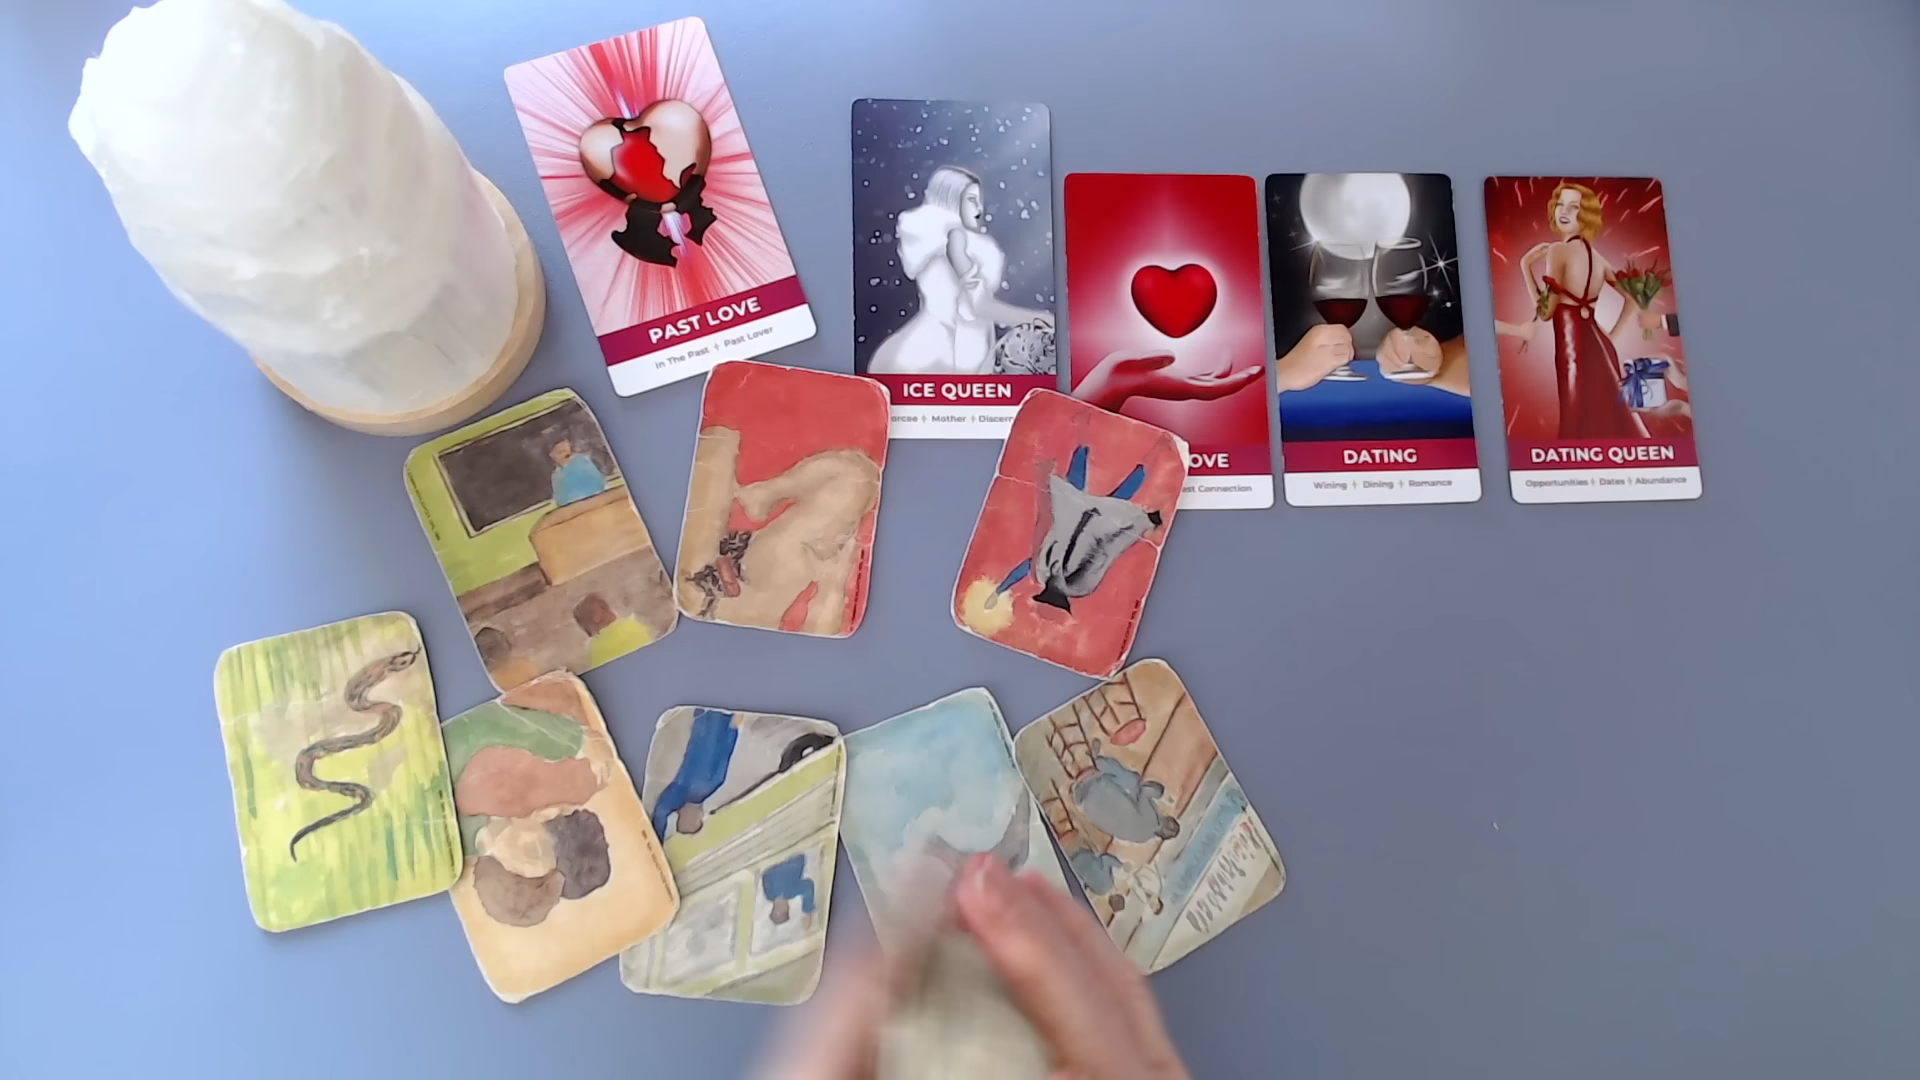 PAST LOVE
In The Past ⸸ Past Lover
ICE QUEEN
Mother ⸸
OVE
Connection
DATING
Wining ⸸ Dining ⸸ Romance
DATING QUEEN
Opportunities ⸸ Dates ⸸ Abundance